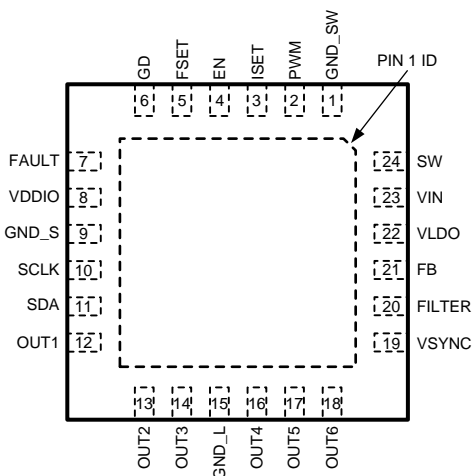 GD
FSET
EN
ISET
PWM
GND_SW
PIN 1 ID
6
5
4
3
2
1
FAULT 7
VDDIO 8
GND_S 9
SCLK 10
SDA 11
OUT1 12
24 SW
23 VIN
22 VLDO
21 FB
20 FILTER
19 VSYNC
13
14
15
16
17
18
OUT2
OUT3
GND_L
OUT4
OUT5
OUT6